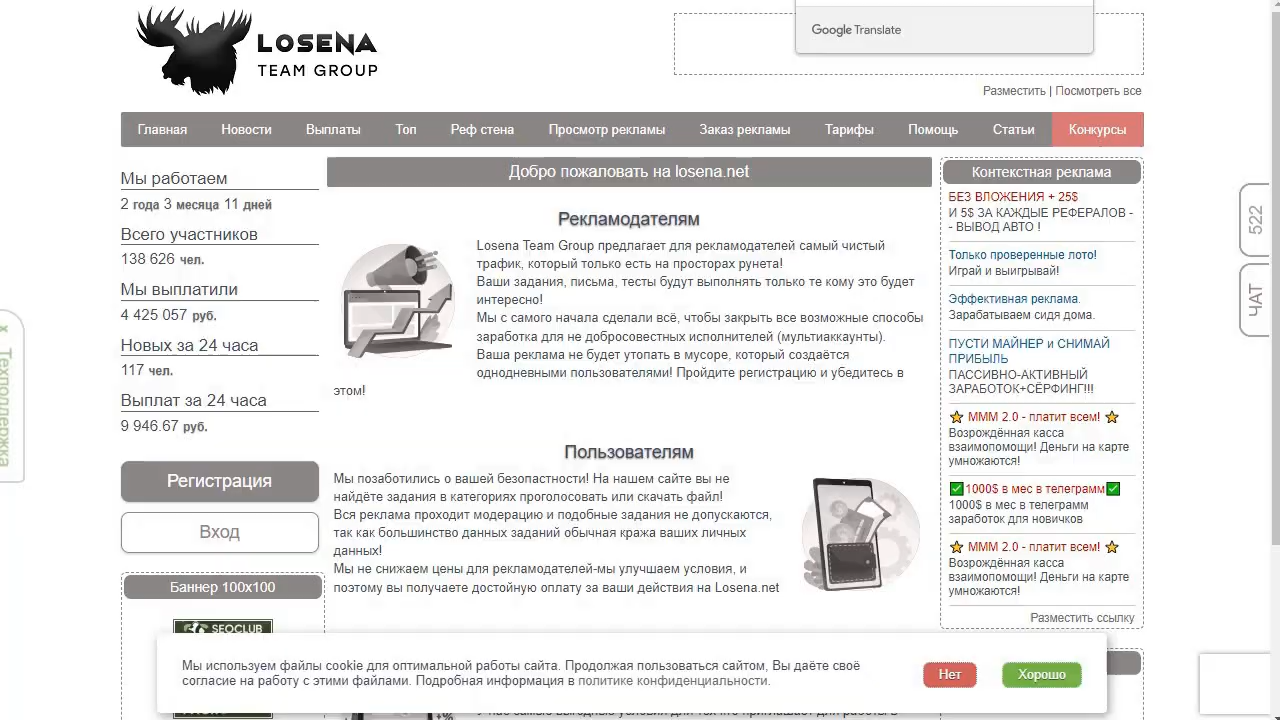 LOSENA
TEAM GROUP
Google Translate
Разместить | Посмотреть все
Главная
Новости
Выплаты
Топ
Реф стена
Просмотр рекламы
Заказ рекламы
Тарифы
Помощь
Статьи
Конкурсы
Мы работаем
2 года 3 месяца 11 дней
Всего участников
138 626 чел.
Мы выплатили
4 425 057 руб.
Новых за 24 часа
117 чел.
Выплат за 24 часа
9 946.67 руб.
Регистрация
Вход
Баннер 100x100
SEOCLUB
x Техподдержка
Добро пожаловать на losena.net
Рекламодателям
Losena Team Group предлагает для рекламодателей самый чистый
трафик, который только есть на просторах рунета!
Ваши задания, письма, тесты будут выполнять только те кому это будет
интересно!
Мы с самого начала сделали всё, чтобы закрыть все возможные способы
заработка для не добросовестных исполнителей (мультиаккаунты).
Ваша реклама не будет утопать в мусоре, который создаётся
однодневными пользователями! Пройдите регистрацию и убедитесь в
этом!
Пользователям
Мы позаботились о вашей безопастности! На нашем сайте вы не
найдёте задания в категориях проголосовать или скачать файл!
Вся реклама проходит модерацию и подобные задания не допускаются,
так как большинство данных заданий обычная кража ваших личных
данных!
Мы не снижаем цены для рекламодателей-мы улучшаем условия, и
поэтому вы получаете достойную оплату за ваши действия на Losena.net
Контекстная реклама
БЕЗ ВЛОЖЕНИЯ + 25$
И 5$ ЗА КАЖДЫЕ РЕФЕРАЛОВ -
- ВЫВОД АВТО !
Только проверенные лото!
Играй и выигрывай!
Эффективная реклама.
Зарабатываем сидя дома.
ПУСТИ МАЙНЕР и СНИМАЙ
ПРИБЫЛЬ
ПАССИВНО-АКТИВНЫЙ
ЗАРАБОТОК+СЁРФИНГ!!!
МММ 2.0 - платит всем!
Возрождённая касса
взаимопомощи! Деньги на карте
умножаются!
1000$ в мес в телеграмм
1000$ в мес в телеграмм
заработок для новичков
МММ 2.0 - платит всем!
Возрождённая касса
взаимопомощи! Деньги на карте
умножаются!
Разместить ссылку
522
ЧАТ
Мы используем файлы cookie для оптимальной работы сайта. Продолжая пользоваться сайтом, Вы даёте своё
согласие на работу с этими файлами. Подробная информация в политике конфиденциальности.
Нет
Хорошо